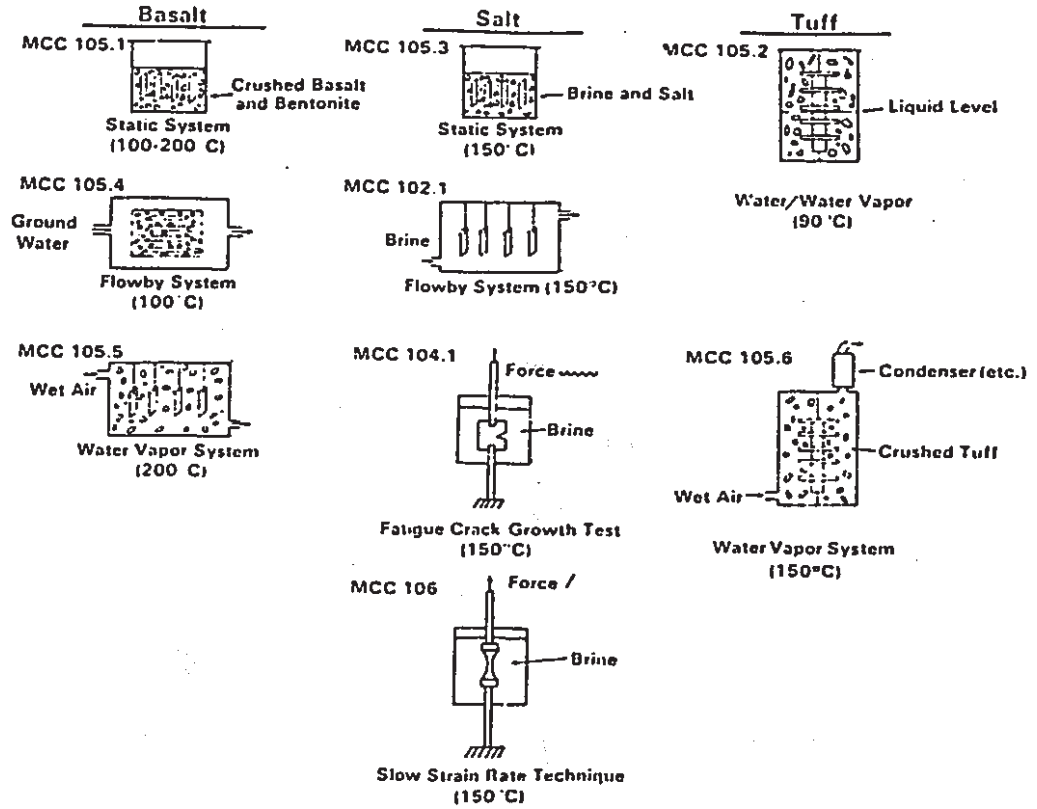 Basalt
MCC 105.1
Crushed Basalt
and Bentonite
Static System
(100-200 C)
MCC 105.4
Ground
Water
Flowby System
(100°C)
MCC 105.5
Wet Air
Water Vapor System
(200 C)
Salt
MCC 105.3
Brine and Salt
Static System
(150°C)
MCC 102.1
Brine
Flowby System (150°C)
MCC 104.1
Force
Brine
Fatigue Crack Growth Test
(150°C)
MCC 106
Force /
Brine
Slow Strain Rate Technique
(150°C)
Tuff
MCC 105.2
Liquid Level
Water/Water Vapor
(90°C)
MCC 105.6
Condenser (etc.)
Crushed Tuff
Wet Air
Water Vapor System
(150°C)